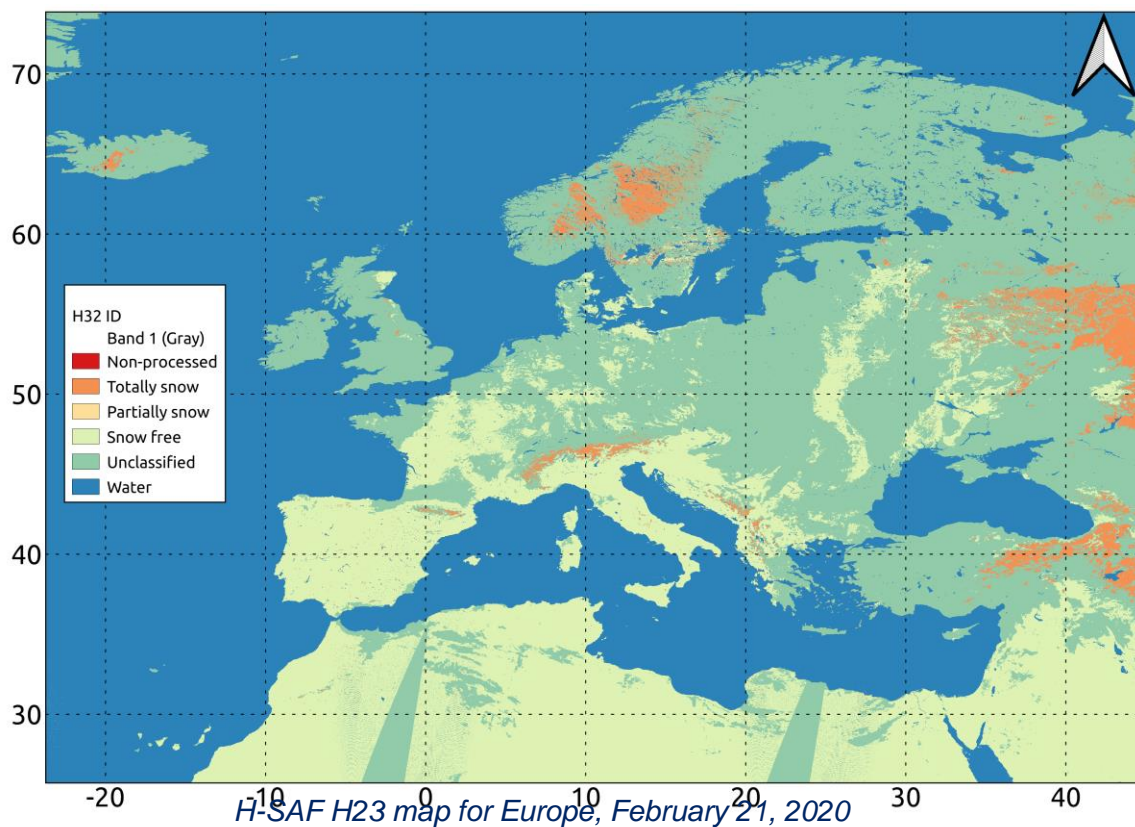 70
60
50
40
30
H32 ID
Band 1 (Gray)
Non-processed
Totally snow
Partially snow
Snow free
Unclassified
Water
-20 -10 0 10 20 30 40
H-SAF H23 map for Europe, February 21, 2020